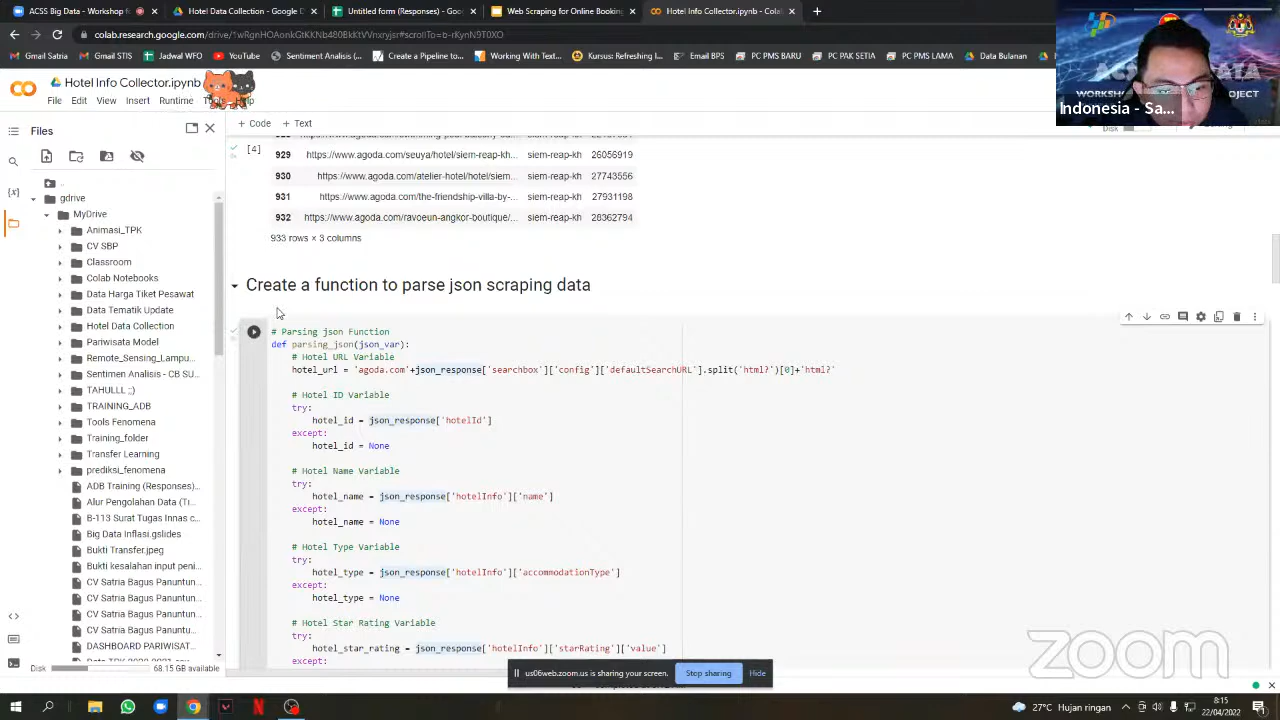 ACSS Big Data - Workshop f
Hotel Data Collection - Google D
Untitled form (Responses) - Goo
Web Scraping for Online Booking
Hotel Info Collector.ipynb - Colab
colab.research.google.com/drive/
Gmail Satria
Gmail STIS
Jadwal WFO
YouTube
Sentiment Analysis (...
Create a Pipeline to...
Working With Text...
Kursus: Refreshing I...
Email BPS
PC PMS BARU
PC PAK SETIA
PC PMS LAMA
Data Bulanan
Indonesia - Sa...
Hotel Info Collector.ipynb
File Edit View Insert Runtime Tools Help
Files
+ Code + Text
Disk
..
gdrive
MyDrive
Animasi_TPK
CV SBP
Classroom
Colab Notebooks
Data Harga Tiket Pesawat
Data Tematik Update
Hotel Data Collection
Pariwisata Model
Remote_Sensing_Lampu...
Sentimen Analisis - CB SU...
TAHULLL ;;)
TRAINING_ADB
Tools Fenomena
Training_folder
Transfer Learning
prediksi_fenomena
ADB Training (Responses)...
Alur Pengolahan Data (Tı...
B-113 Surat Tugas Innas c...
Big Data Inflasi.gslides
Bukti Transfer.jpeg
Bukti kesalahan input peni...
CV Satria Bagus Panuntun...
CV Satria Bagus Panuntun...
CV Satria Bagus Panuntun...
CV Satria Bagus Panuntu...
DASHBOARD PARIWISAT...
Disk 68.15 GB available
[4]
929 https://www.agoda.com/seuya/hotel/siem-reap-kh... siem-reap-kh 26056919
930 https://www.agoda.com/atelier-hotel/hotel/siem... siem-reap-kh 27743556
931 https://www.agoda.com/the-friendship-villa-by-... siem-reap-kh 27931198
932 https://www.agoda.com/ravoeun-angkor-boutique/... siem-reap-kh 28362794
933 rows × 3 columns
Create a function to parse json scraping data
# Parsing json Function
def parsing_json(json_var):
# Hotel URL Variable
hotel_url = 'agoda.com'+json_response['searchbox']['config']['defaultSearchURL'].split('html?')[0]+'html?'
# Hotel ID Variable
try:
hotel_id = json_response['hotelId']
except:
hotel_id = None
# Hotel Name Variable
try:
hotel_name = json_response['hotelInfo']['name']
except:
hotel_name = None
# Hotel Type Variable
try:
hotel_type = json_response['hotelInfo']['accommodationType']
except:
hotel_type = None
# Hotel Star Rating Variable
try:
hotel_star_rating = json_response['hotelInfo']['starRating']['value']
except:
us06web.zoom.us is sharing your screen.
Stop sharing
Hide
zoom
27°C Hujan ringan
8:15
22/04/2022